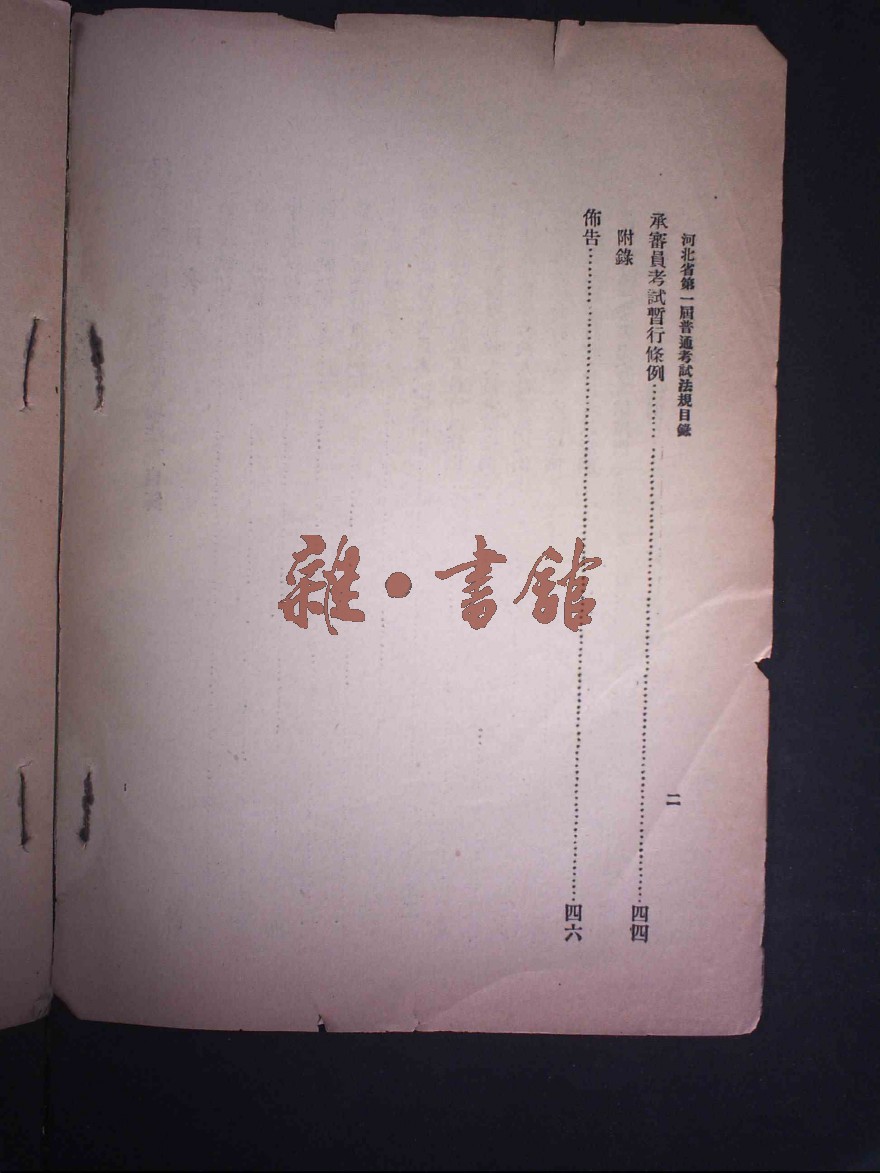 河北省第一屆普通考試法規目錄
二
承審員考試暫行條例……四四
附錄
佈告……四六
雜·書館